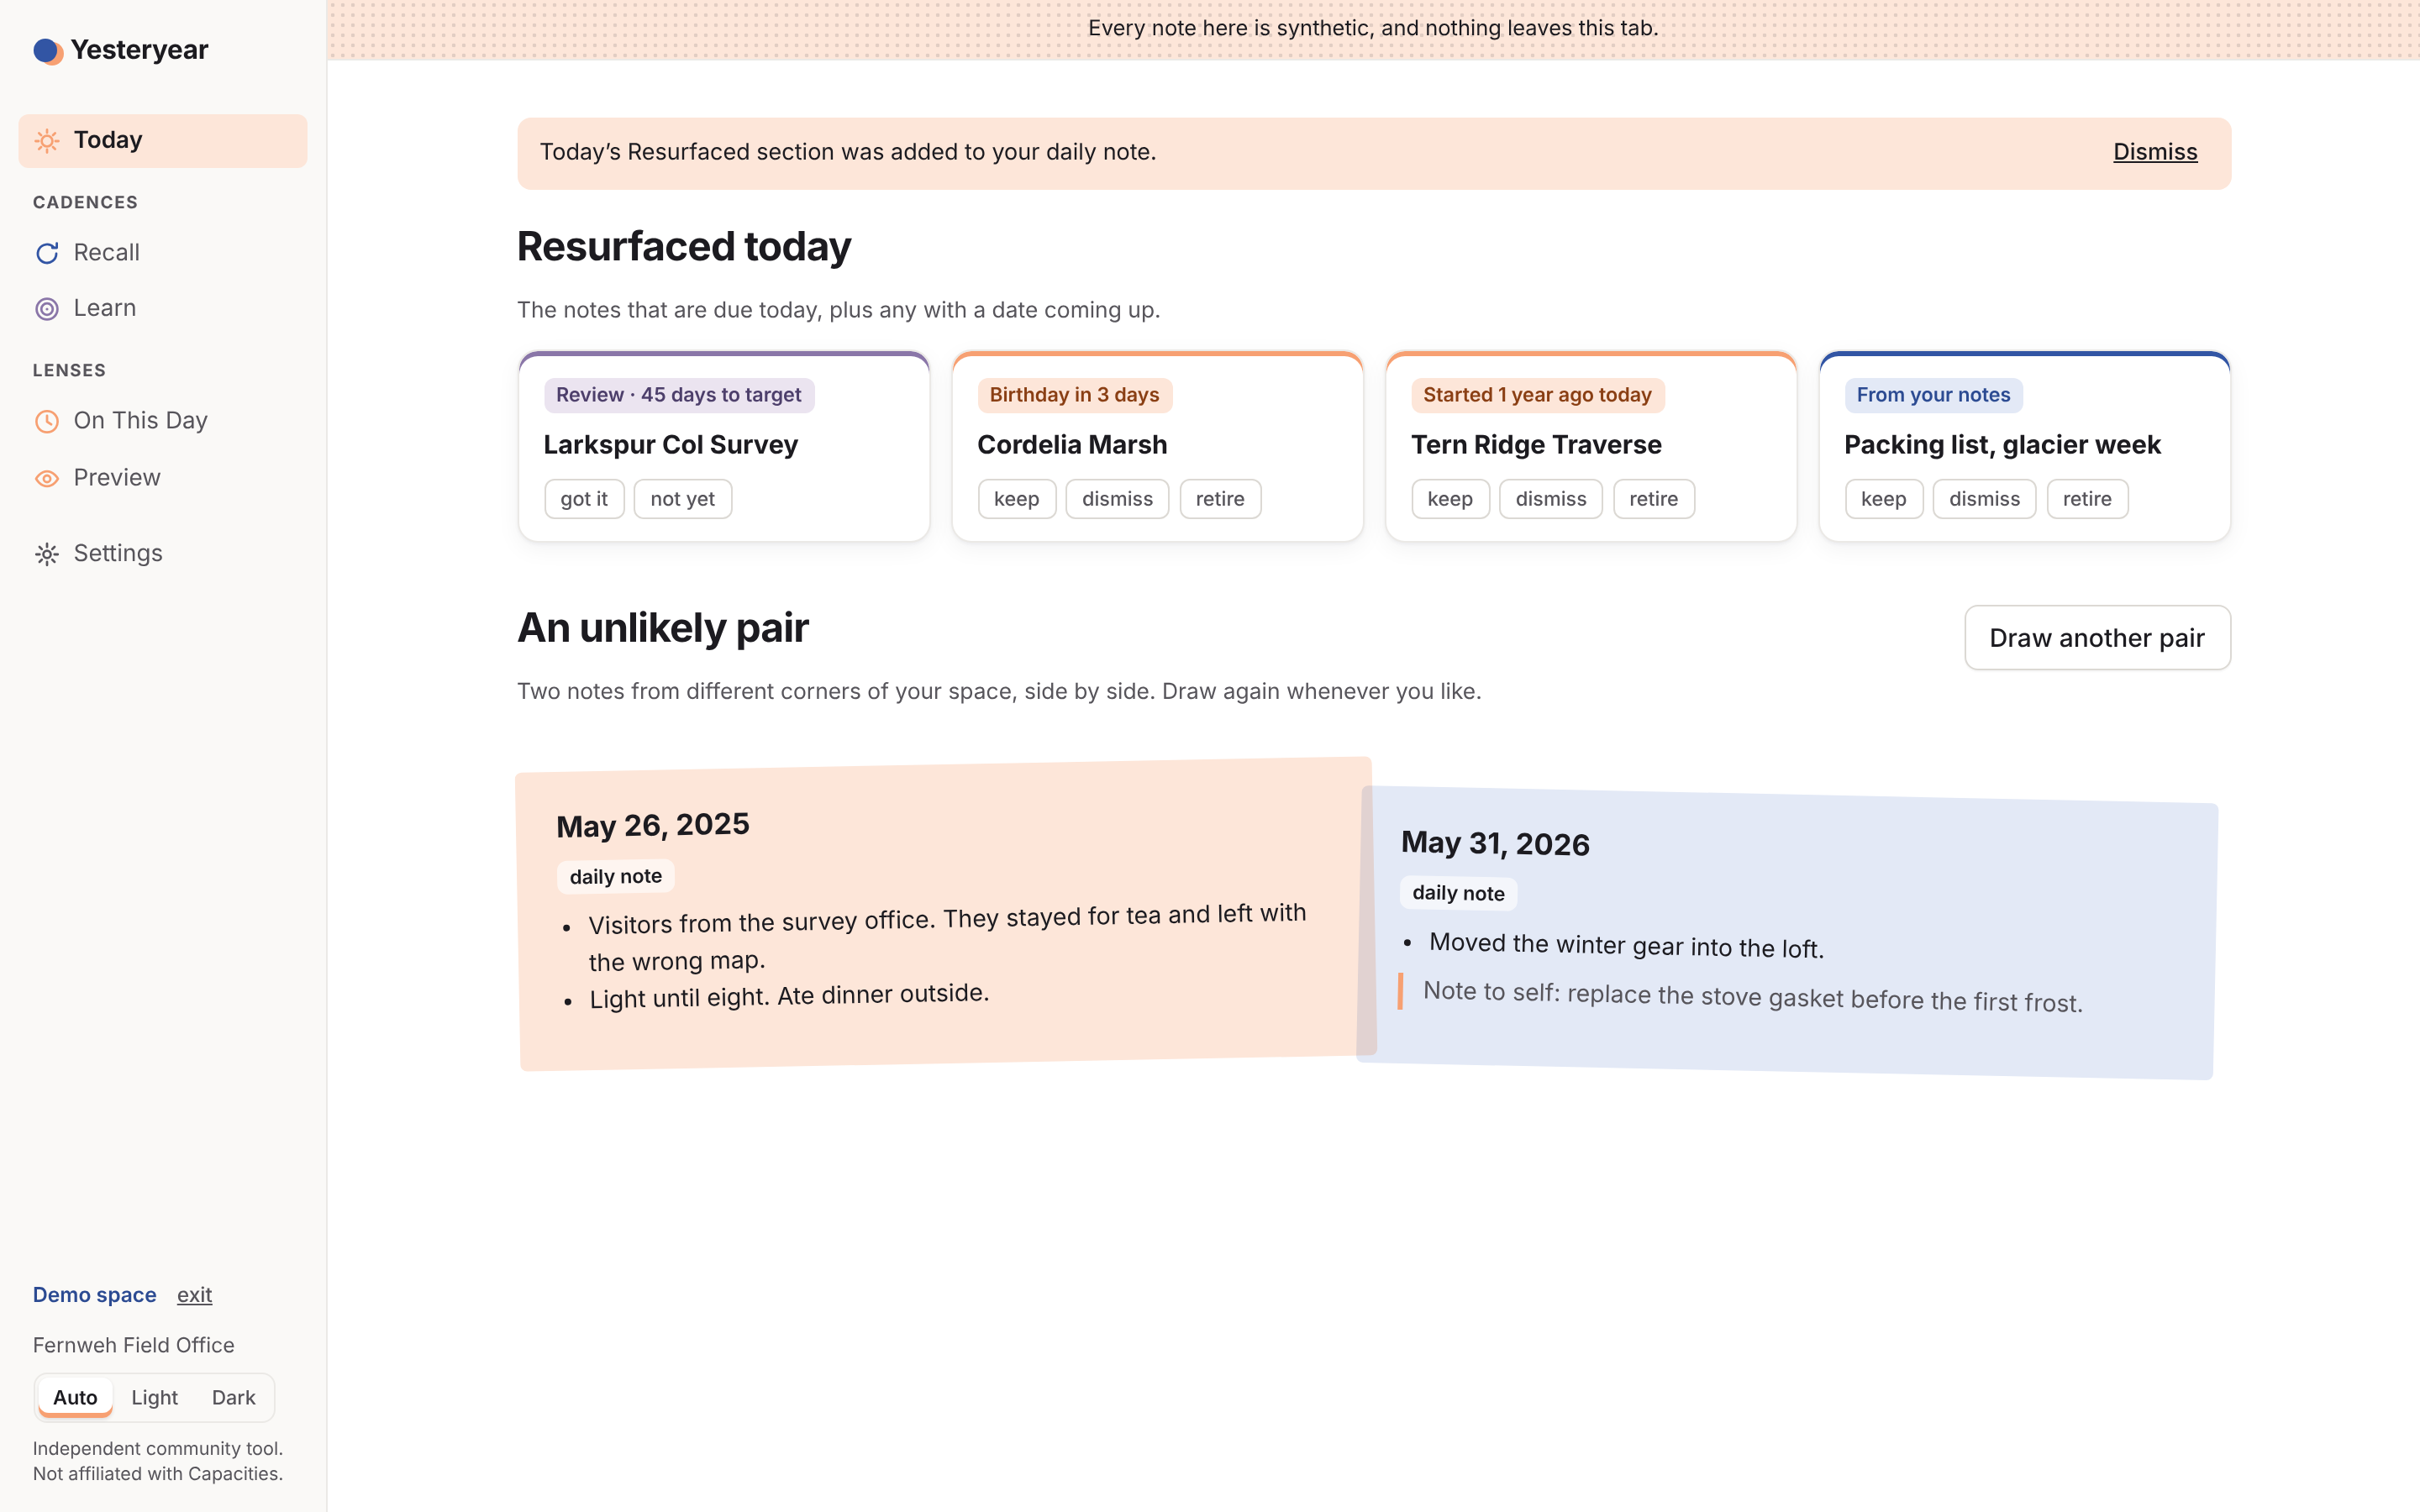 Yesteryear
Today
CADENCES
Recall
Learn
LENSES
On This Day
Preview
Settings
Demo space exit
Fernweh Field Office
Auto Light Dark
Independent community tool.
Not affiliated with Capacities.
Every note here is synthetic, and nothing leaves this tab.
Today’s Resurfaced section was added to your daily note. Dismiss
Resurfaced today
The notes that are due today, plus any with a date coming up.
Review · 45 days to target
Larkspur Col Survey
got it not yet
Birthday in 3 days
Cordelia Marsh
keep dismiss retire
Started 1 year ago today
Tern Ridge Traverse
keep dismiss retire
From your notes
Packing list, glacier week
keep dismiss retire
An unlikely pair
Draw another pair
Two notes from different corners of your space, side by side. Draw again whenever you like.
May 26, 2025
daily note
• Visitors from the survey office. They stayed for tea and left with
the wrong map.
• Light until eight. Ate dinner outside.
May 31, 2026
daily note
• Moved the winter gear into the loft.
Note to self: replace the stove gasket before the first frost.